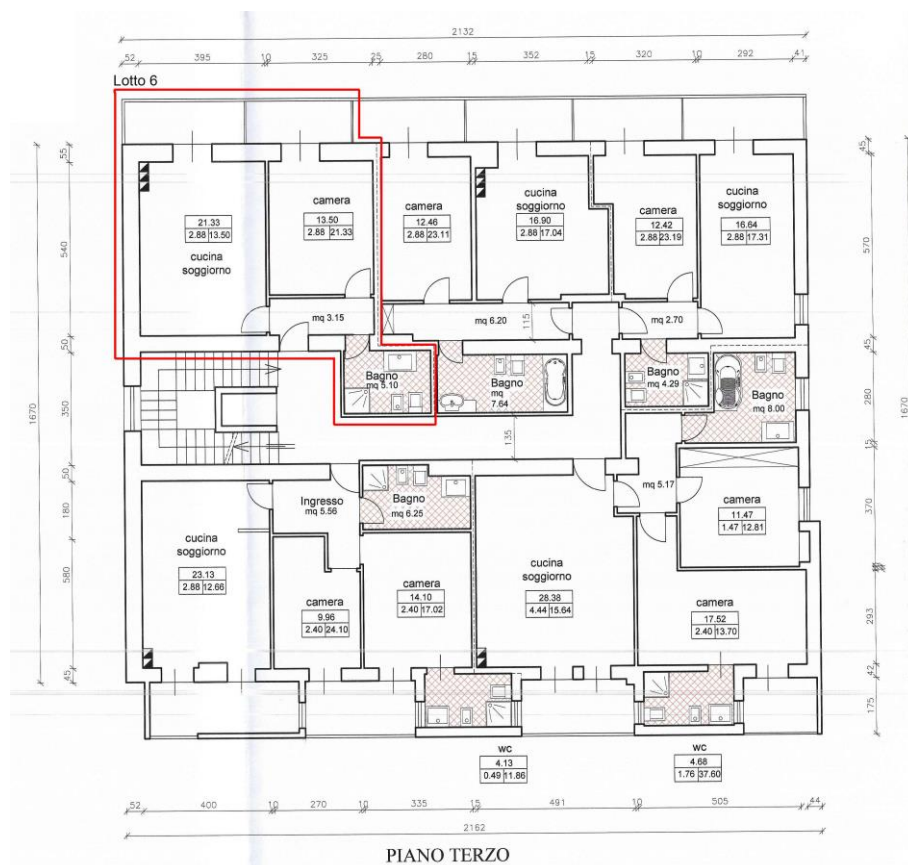 2132
52 395 10 325 25 280 15 352 15 320 10 292 41
Lotto 6
55
45
camera
13.50
2.88 21.33
21.33
2.88 13.50
cucina
soggiorno
12.46
2.88 23.11
camera
cucina
soggiorno
16.90
2.88 17.04
12.42
2.88 23.19
camera
cucina
soggiorno
16.64
2.88 17.31
540
570
1670
1670
mq 3.15
mq 6.20
115
mq 2.70
50
45
Bagno
mq 5.10
Bagno
mq
7.64
Bagno
mq 4.29
Bagno
mq 8.00
350
280
135
15
50
Ingresso
mq 5.56
Bagno
mq 6.25
mq 5.17
camera
11.47
1.47 12.81
180
370
cucina
soggiorno
23.13
2.88 12.66
camera
9.96
2.40 24.10
14.10
2.40 17.02
camera
cucina
soggiorno
28.38
4.44 15.64
camera
17.52
2.40 13.70
580
293
45
42
175
wc
4.13
0.49 11.86
wc
4.68
1.76 37.60
52 400 10 270 10 335 15 491 10 505 44
2162
PIANO TERZO